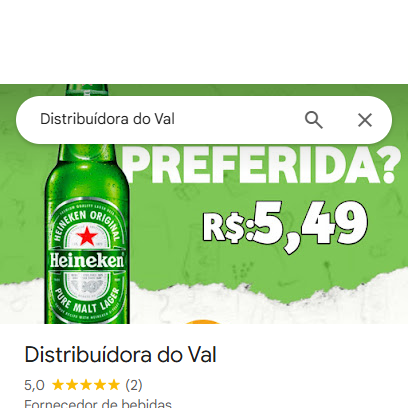 Distribuídora do Val
PREFERIDA?
R$:5,49
HEINEKEN ORIGINAL
Heineken
PURE MALT LAGER
Distribuídora do Val
5,0 (2)
Fornecedor de bebidas